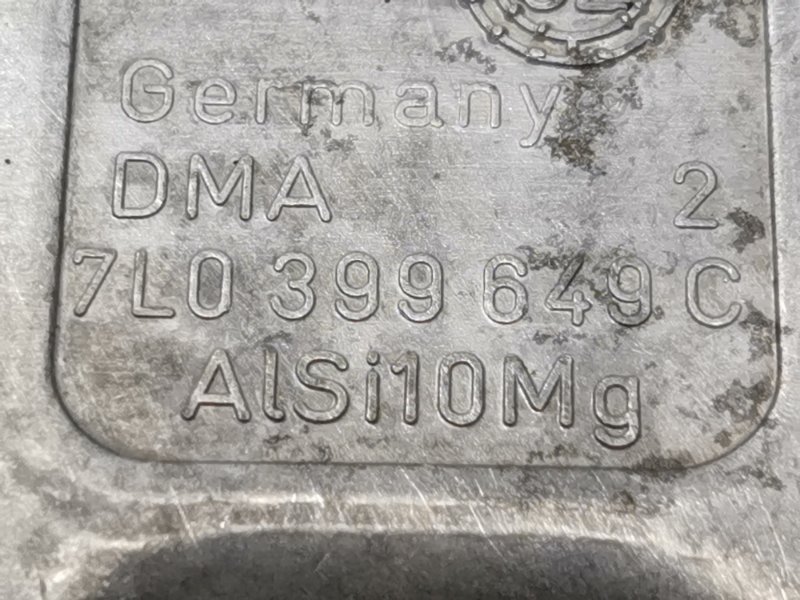 Germany
DMA 2
7L0 399 649 C
AlSi10Mg